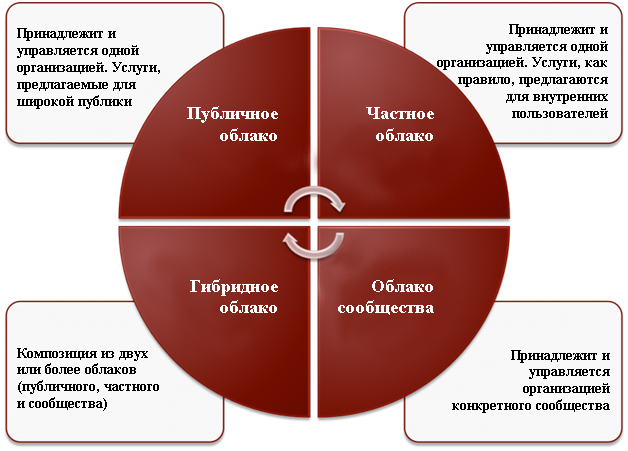 Принадлежит и
управляется одной
организацией. Услуги,
предлагаемые для
широкой публики
Принадлежит и
управляется одной
организацией. Услуги, как
правило, предлагаются
для внутренних
пользователей
Публичное
облако
Частное
облако
Гибридное
облако
Облако
сообщества
Композиция из двух
или более облаков
(публичного, частного
и сообщества)
Принадлежит и
управляется
организацией
конкретного сообщества